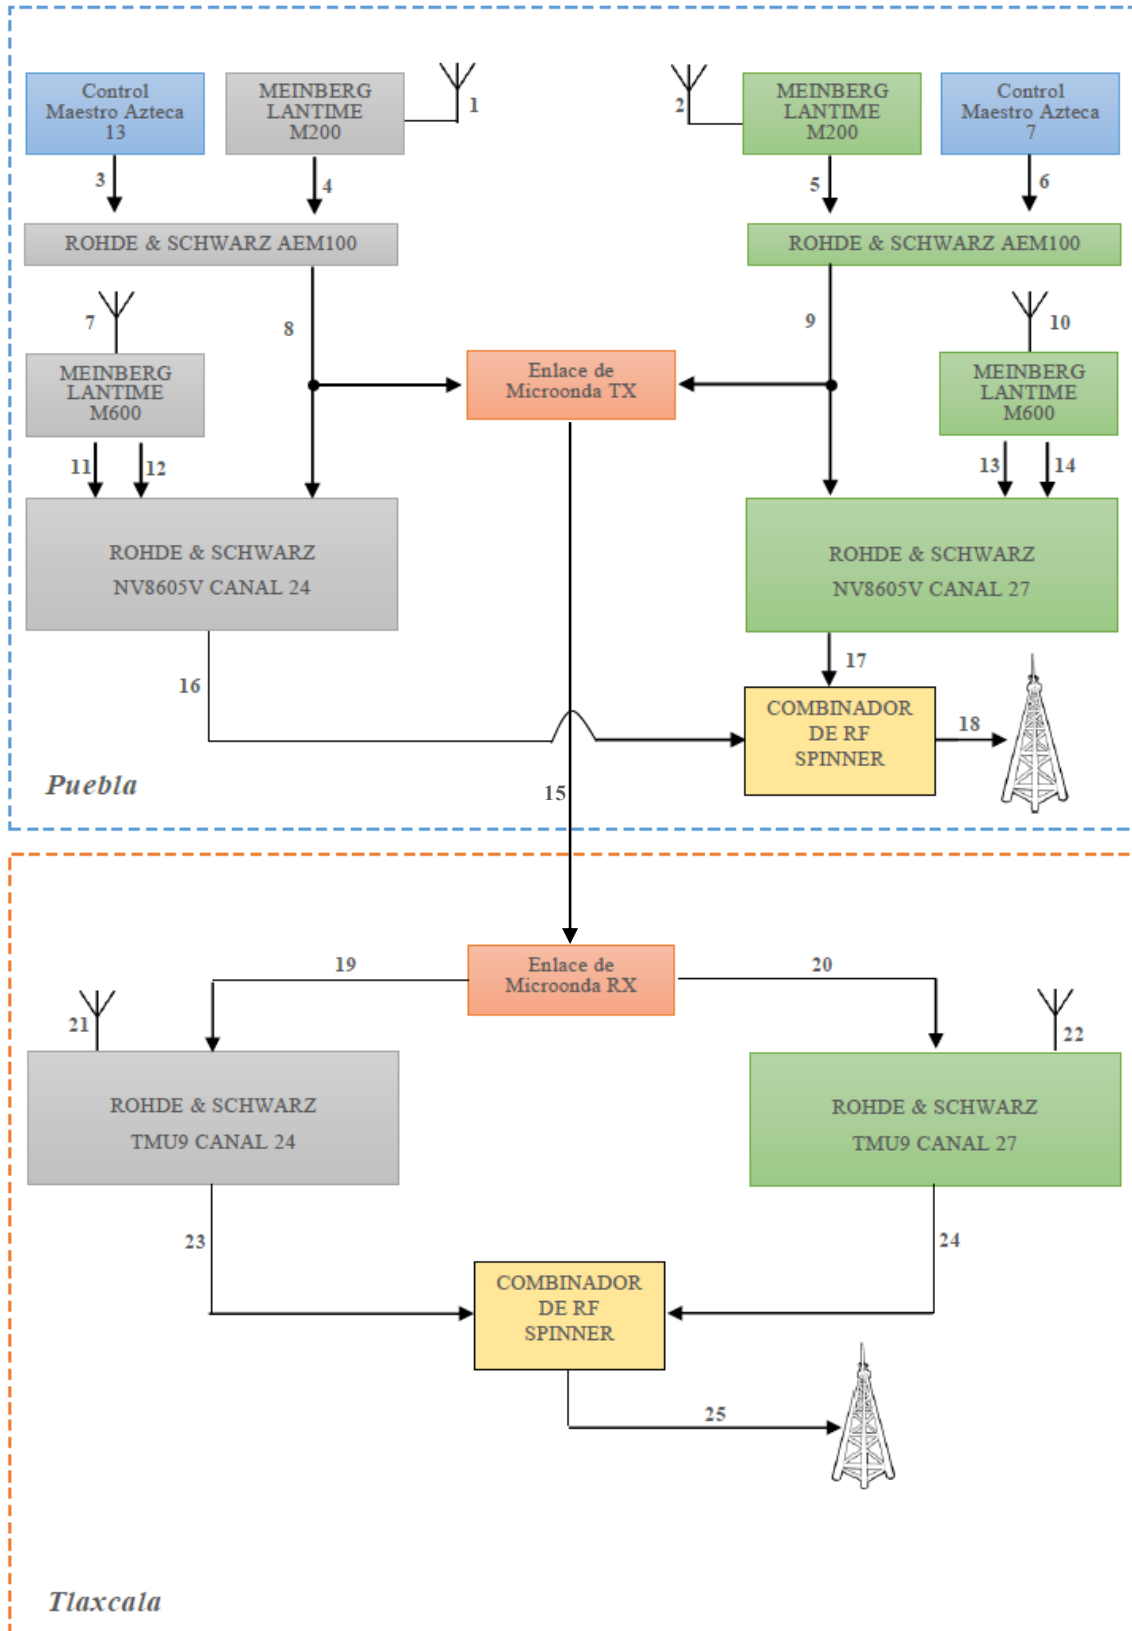 Control
Maestro Azteca
13
MEINBERG
LANTIME
M200
1
2
MEINBERG
LANTIME
M200
Control
Maestro Azteca
7
3
4
5
6
ROHDE & SCHWARZ AEM100
ROHDE & SCHWARZ AEM100
7
8
9
10
MEINBERG
LANTIME
M600
Enlace de
Microonda TX
MEINBERG
LANTIME
M600
11
12
13
14
ROHDE & SCHWARZ
NV8605V CANAL 24
ROHDE & SCHWARZ
NV8605V CANAL 27
16
17
COMBINADOR
DE RF
SPINNER
18
15
Puebla
Enlace de
Microonda RX
19
20
21
22
ROHDE & SCHWARZ
TMU9 CANAL 24
ROHDE & SCHWARZ
TMU9 CANAL 27
23
24
COMBINADOR
DE RF
SPINNER
25
Tlaxcala